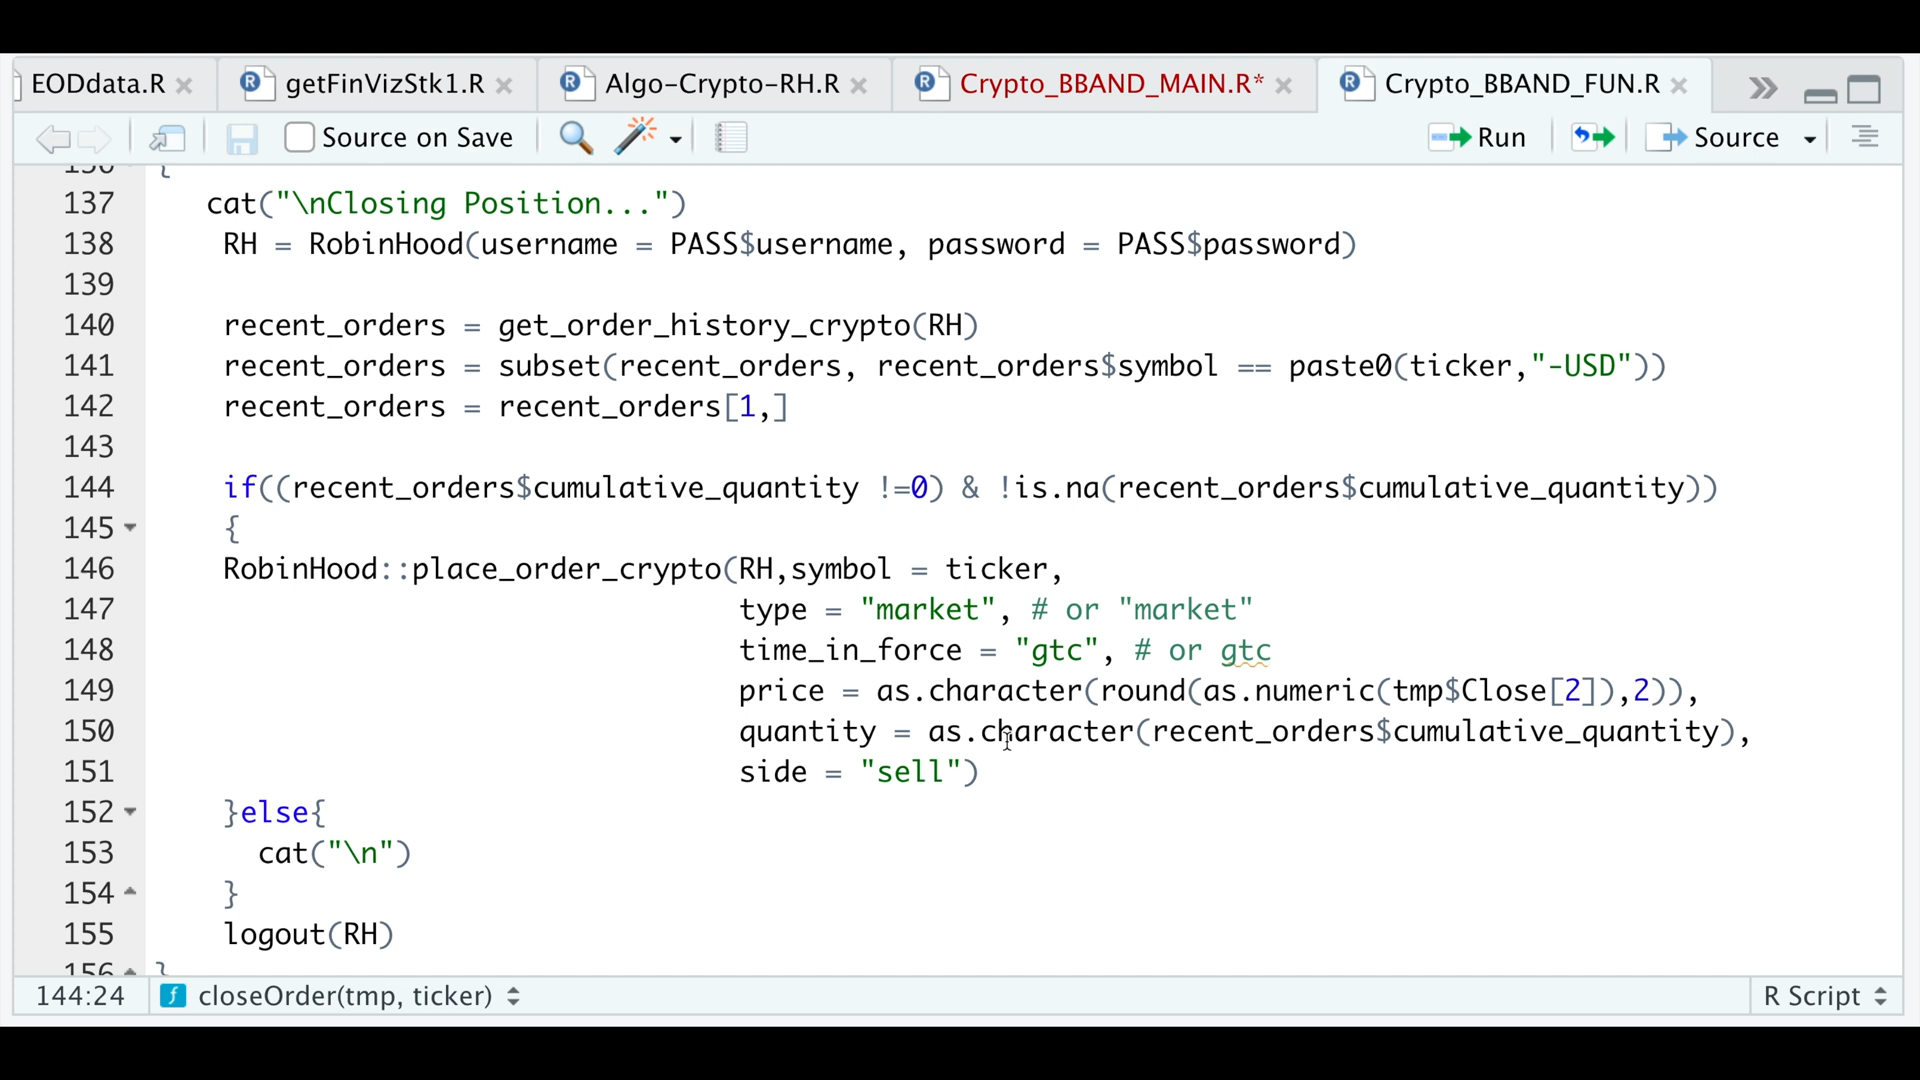 EODdata.R
getFinVizStk1.R
Algo-Crypto-RH.R
Crypto_BBAND_MAIN.R*
Crypto_BBAND_FUN.R
Source on Save
Run
Source
136 {
137 cat("\nClosing Position...")
138 RH = RobinHood(username = PASS$username, password = PASS$password)
139
140 recent_orders = get_order_history_crypto(RH)
141 recent_orders = subset(recent_orders, recent_orders$symbol == paste0(ticker,"-USD"))
142 recent_orders = recent_orders[1,]
143
144 if((recent_orders$cumulative_quantity !=0) & !is.na(recent_orders$cumulative_quantity))
145 {
146 RobinHood::place_order_crypto(RH,symbol = ticker,
147 type = "market", # or "market"
148 time_in_force = "gtc", # or gtc
149 price = as.character(round(as.numeric(tmp$Close[2]),2)),
150 quantity = as.character(recent_orders$cumulative_quantity),
151 side = "sell")
152 }else{
153 cat("\n")
154 }
155 logout(RH)
156 }
144:24
closeOrder(tmp, ticker)
R Script